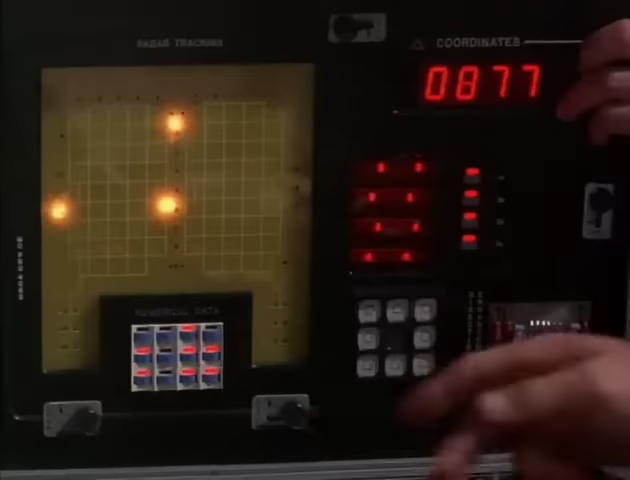 RADAR TRACKING
COORDINATES
0877
NUMERICAL DATA